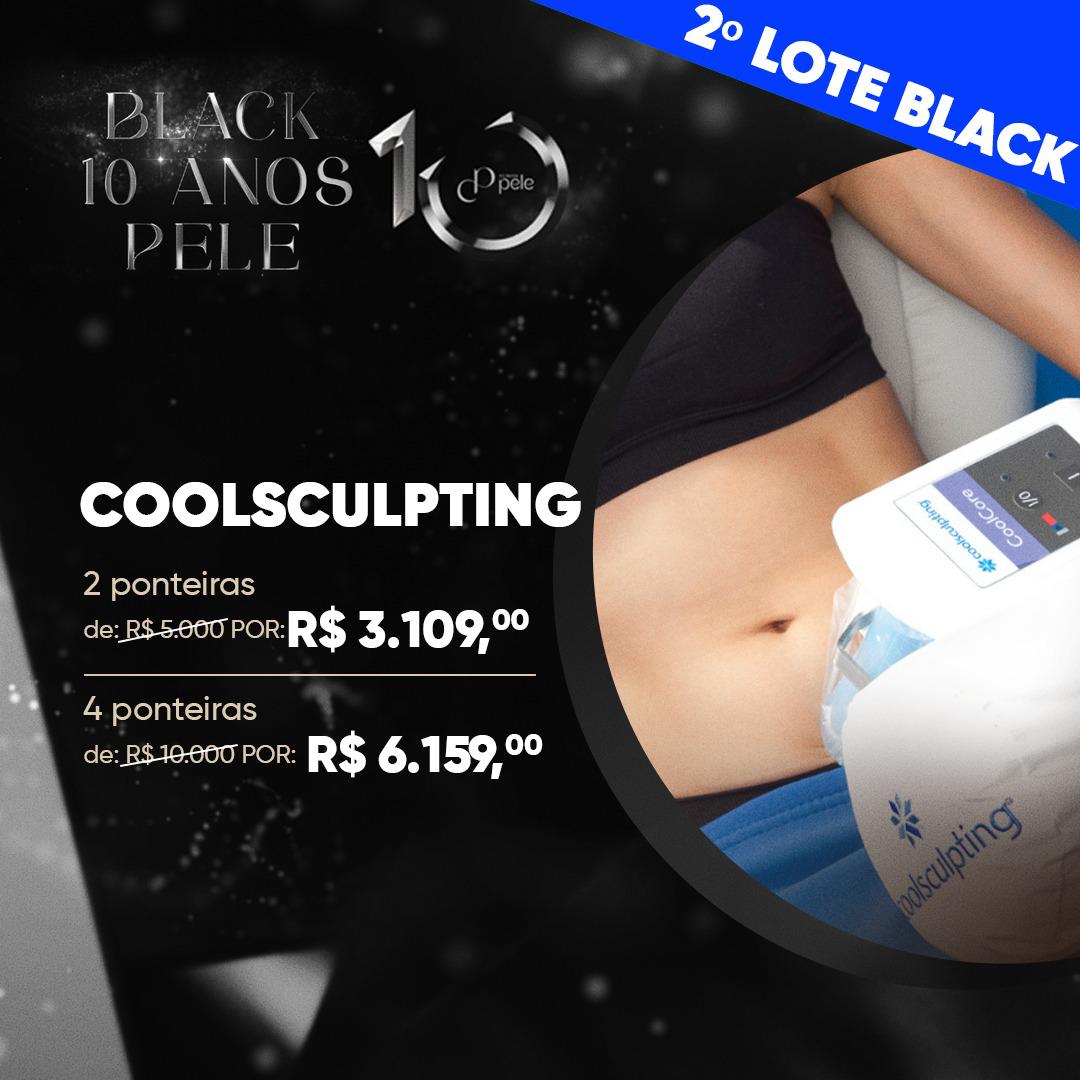 2º LOTE BLACK
BLACK
10 ANOS
PELE
10
pele
COOLSCULPTING
2 ponteiras
de: R$ 5.000 POR: R$ 3.109,00
4 ponteiras
de: R$ 10.000 POR: R$ 6.159,00
CoolCore
I/O
coolsculpting
coolsculpting